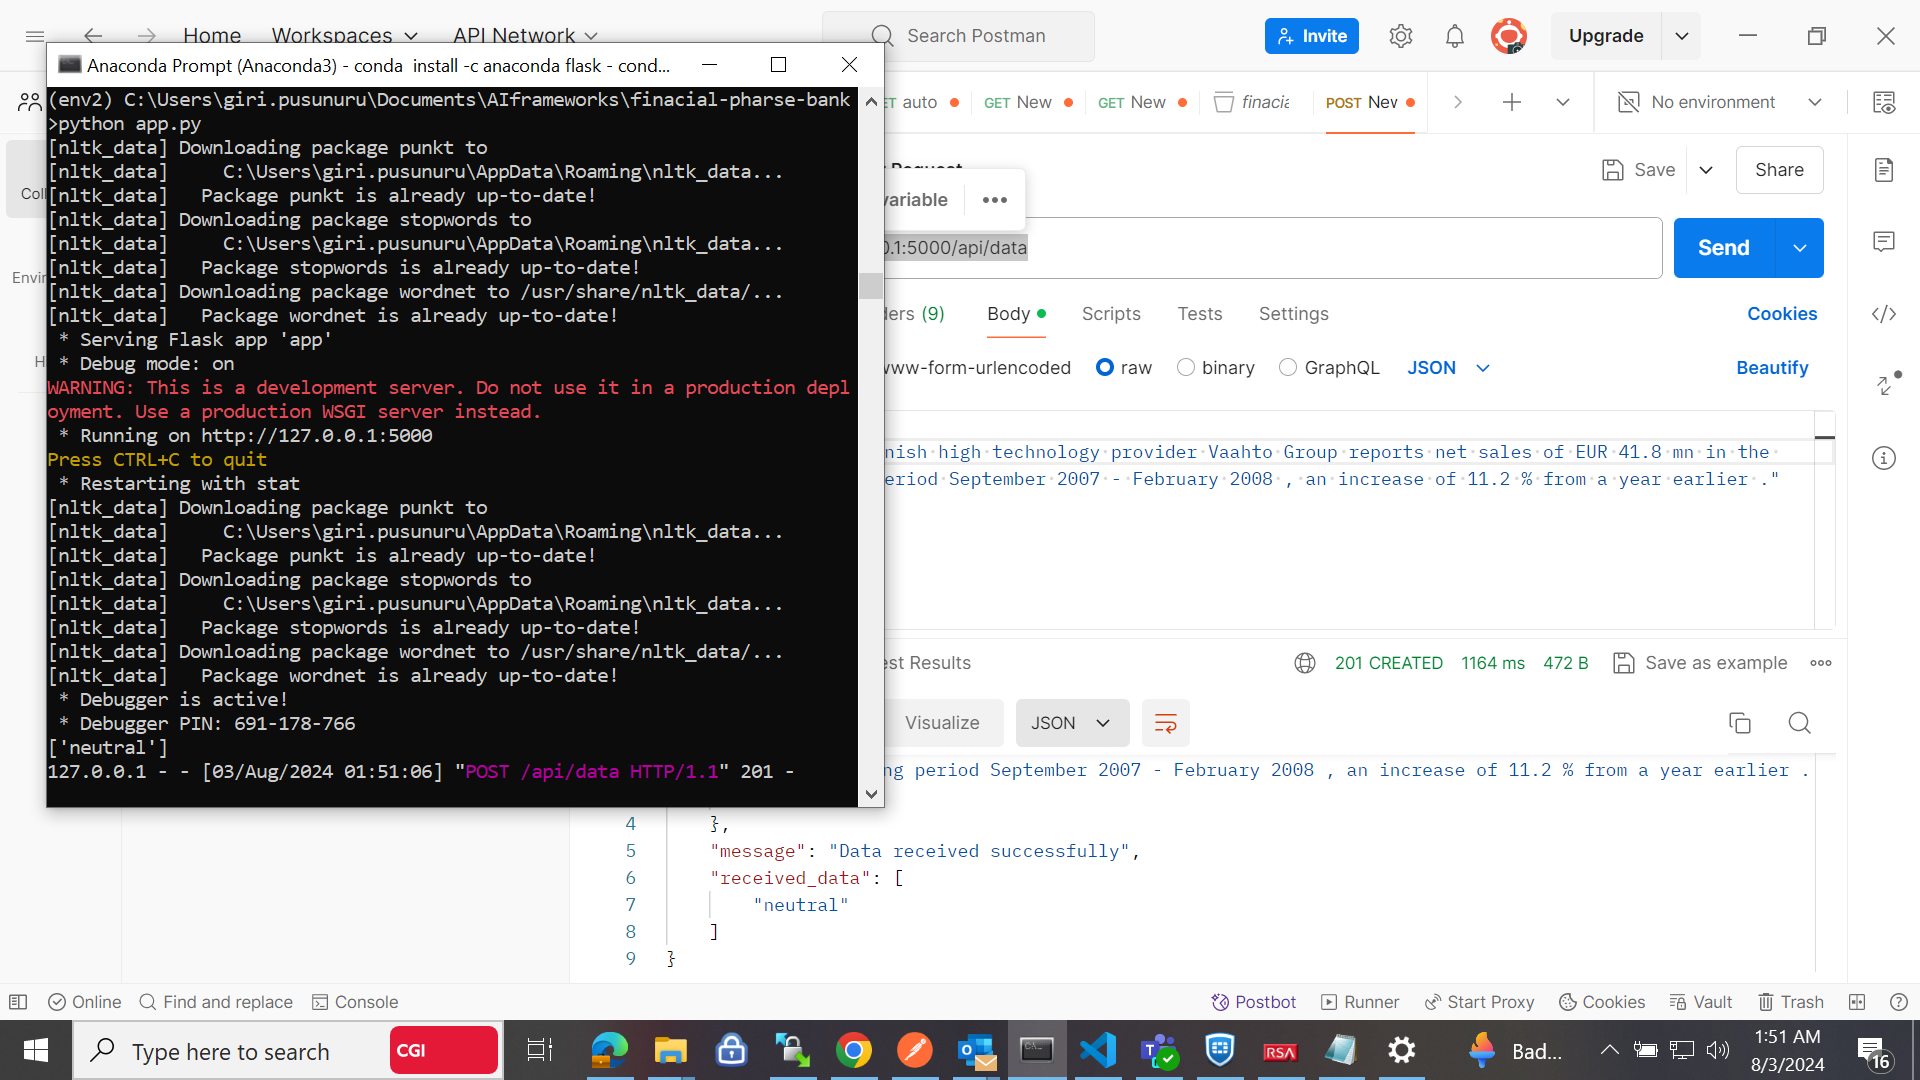 Home
Workspaces
API Network
Search Postman
Invite
Upgrade
Anaconda Prompt (Anaconda3) - conda  install -c anaconda flask - cond...
(env2) C:\Users\giri.pusunuru\Documents\AIframeworks\finacial-pharse-bank
>python app.py
[nltk_data] Downloading package punkt to
[nltk_data]     C:\Users\giri.pusunuru\AppData\Roaming\nltk_data...
[nltk_data]   Package punkt is already up-to-date!
[nltk_data] Downloading package stopwords to
[nltk_data]     C:\Users\giri.pusunuru\AppData\Roaming\nltk_data...
[nltk_data]   Package stopwords is already up-to-date!
[nltk_data] Downloading package wordnet to /usr/share/nltk_data/...
[nltk_data]   Package wordnet is already up-to-date!
 * Serving Flask app 'app'
 * Debug mode: on
WARNING: This is a development server. Do not use it in a production depl
oyment. Use a production WSGI server instead.
 * Running on http://127.0.0.1:5000
Press CTRL+C to quit
 * Restarting with stat
[nltk_data] Downloading package punkt to
[nltk_data]     C:\Users\giri.pusunuru\AppData\Roaming\nltk_data...
[nltk_data]   Package punkt is already up-to-date!
[nltk_data] Downloading package stopwords to
[nltk_data]     C:\Users\giri.pusunuru\AppData\Roaming\nltk_data...
[nltk_data]   Package stopwords is already up-to-date!
[nltk_data] Downloading package wordnet to /usr/share/nltk_data/...
[nltk_data]   Package wordnet is already up-to-date!
 * Debugger is active!
 * Debugger PIN: 691-178-766
['neutral']
127.0.0.1 - - [03/Aug/2024 01:51:06] "POST /api/data HTTP/1.1" 201 -
Coll
Envir
H
auto
GET New
GET New
finacia
POST New
No environment
Request
Save
Share
variable
0.1:5000/api/data
Send
ders (9)
Body
Scripts
Tests
Settings
Cookies
www-form-urlencoded
raw
binary
GraphQL
JSON
Beautify
nish high technology provider Vaahto Group reports net sales of EUR 41.8 mn in the
eriod September 2007 - February 2008 , an increase of 11.2 % from a year earlier ."
est Results
201 CREATED
1164 ms
472 B
Save as example
Visualize
JSON
ng period September 2007 - February 2008 , an increase of 11.2 % from a year earlier .
4 },
5 "message": "Data received successfully",
6 "received_data": [
7 "neutral"
8 ]
9 }
Online
Find and replace
Console
Postbot
Runner
Start Proxy
Cookies
Vault
Trash
Type here to search
CGI
RSA
Bad...
1:51 AM
8/3/2024
16